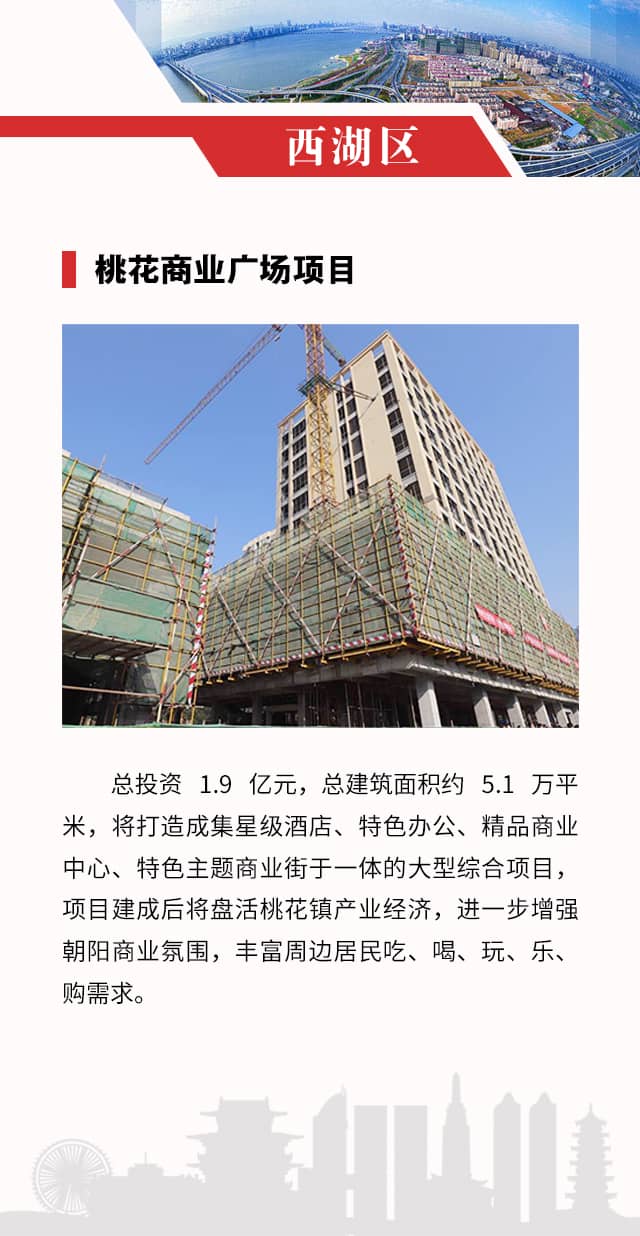 西湖区
桃花商业广场项目
总投资 1.9 亿元，总建筑面积约 5.1 万平
米，将打造成集星级酒店、特色办公、精品商业
中心、特色主题商业街于一体的大型综合项目，
项目建成后将盘活桃花镇产业经济，进一步增强
朝阳商业氛围，丰富周边居民吃、喝、玩、乐、
购需求。